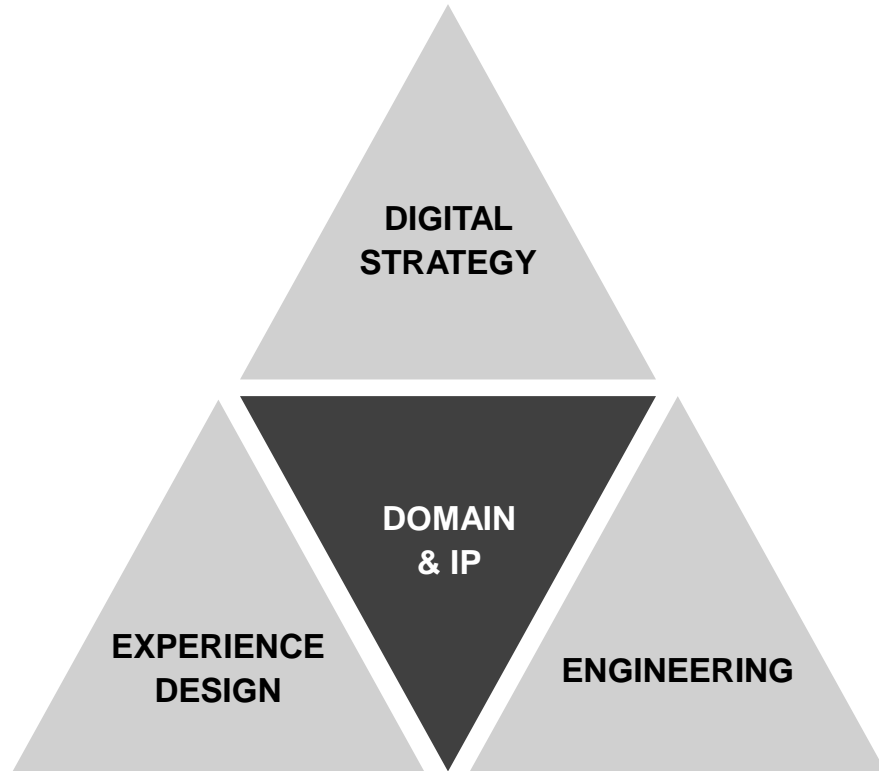 DIGITAL
STRATEGY
DOMAIN
& IP
EXPERIENCE
DESIGN
ENGINEERING